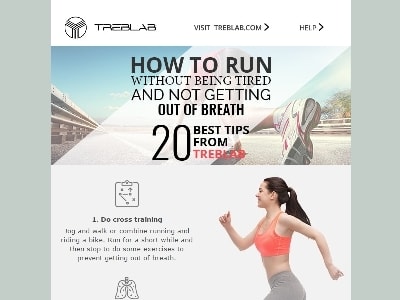 TREBLAB
VISIT TREBLAB.COM
HELP
HOW TO RUN
WITHOUT BEING TIRED
AND NOT GETTING
OUT OF BREATH
20 BEST TIPS
FROM
TREBLAB
1. Do cross training
Jog and walk or combine running and
riding a bike. Run for a short while and
then stop to do some exercises to
prevent getting out of breath.